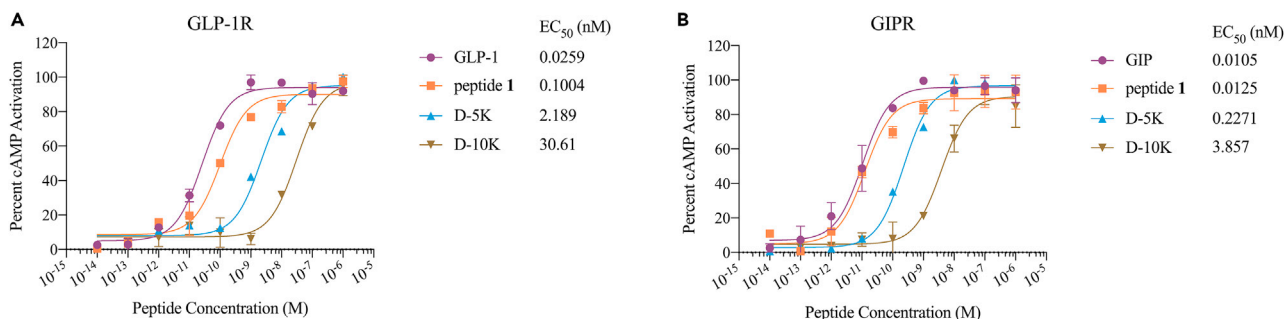 A
GLP-1R
Percent cAMP Activation
120
100
80
60
40
20
0
10-15
10-14
10-13
10-12
10-11
10-10
10-9
10-8
10-7
10-6
10-5
Peptide Concentration (M)
EC50 (nM)
GLP-1 0.0259
peptide 1 0.1004
D-5K 2.189
D-10K 30.61
B
GIPR
Percent cAMP Activation
120
100
80
60
40
20
0
10-15
10-14
10-13
10-12
10-11
10-10
10-9
10-8
10-7
10-6
10-5
Peptide Concentration (M)
EC50 (nM)
GIP 0.0105
peptide 1 0.0125
D-5K 0.2271
D-10K 3.857